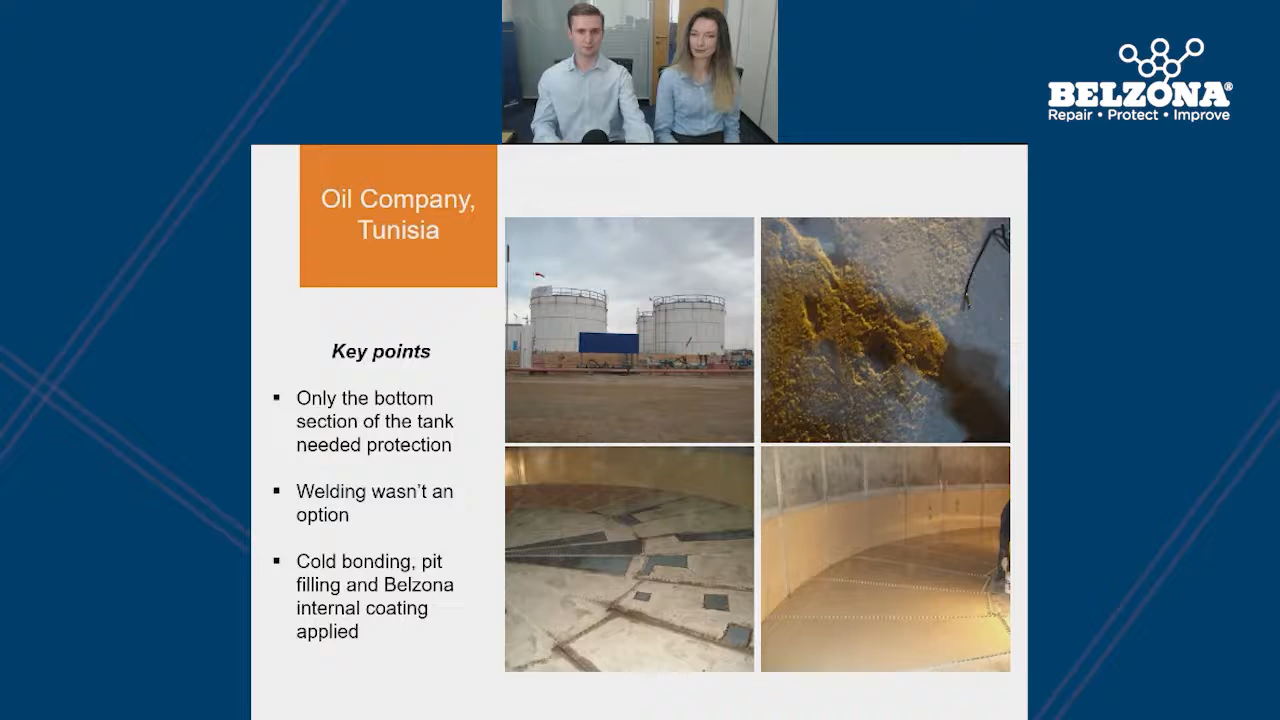 BELZONA®
Repair • Protect • Improve
Oil Company,
Tunisia
Key points
▪ Only the bottom
section of the tank
needed protection
▪ Welding wasn't an
option
▪ Cold bonding, pit
filling and Belzona
internal coating
applied